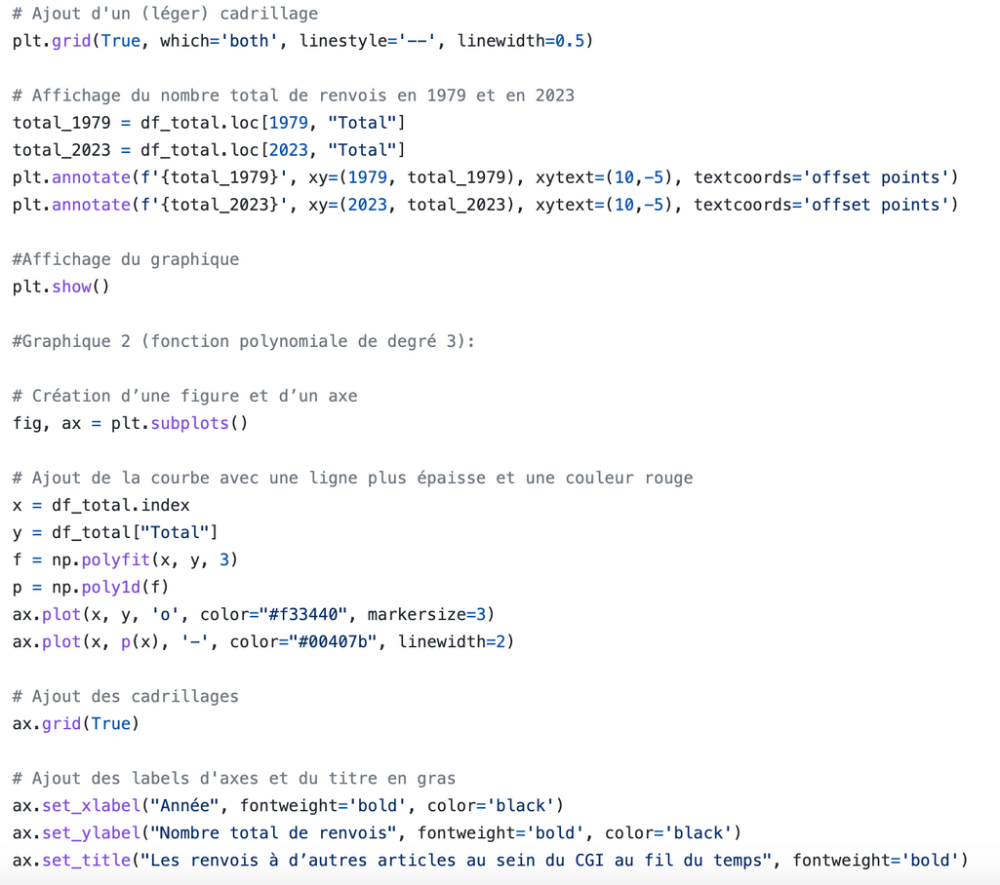 # Ajout d'un (léger) cadrillage
plt.grid(True, which='both', linestyle='--', linewidth=0.5)
# Affichage du nombre total de renvois en 1979 et en 2023
total_1979 = df_total.loc[1979, "Total"]
total_2023 = df_total.loc[2023, "Total"]
plt.annotate(f'{total_1979}', xy=(1979, total_1979), xytext=(10,-5), textcoords='offset points')
plt.annotate(f'{total_2023}', xy=(2023, total_2023), xytext=(10,-5), textcoords='offset points')
#Affichage du graphique
plt.show()
#Graphique 2 (fonction polynomiale de degré 3):
# Création d’une figure et d’un axe
fig, ax = plt.subplots()
# Ajout de la courbe avec une ligne plus épaisse et une couleur rouge
x = df_total.index
y = df_total["Total"]
f = np.polyfit(x, y, 3)
p = np.poly1d(f)
ax.plot(x, y, 'o', color="#f33440", markersize=3)
ax.plot(x, p(x), '-', color="#00407b", linewidth=2)
# Ajout des cadrillages
ax.grid(True)
# Ajout des labels d'axes et du titre en gras
ax.set_xlabel("Année", fontweight='bold', color='black')
ax.set_ylabel("Nombre total de renvois", fontweight='bold', color='black')
ax.set_title("Les renvois à d’autres articles au sein du CGI au fil du temps", fontweight='bold')